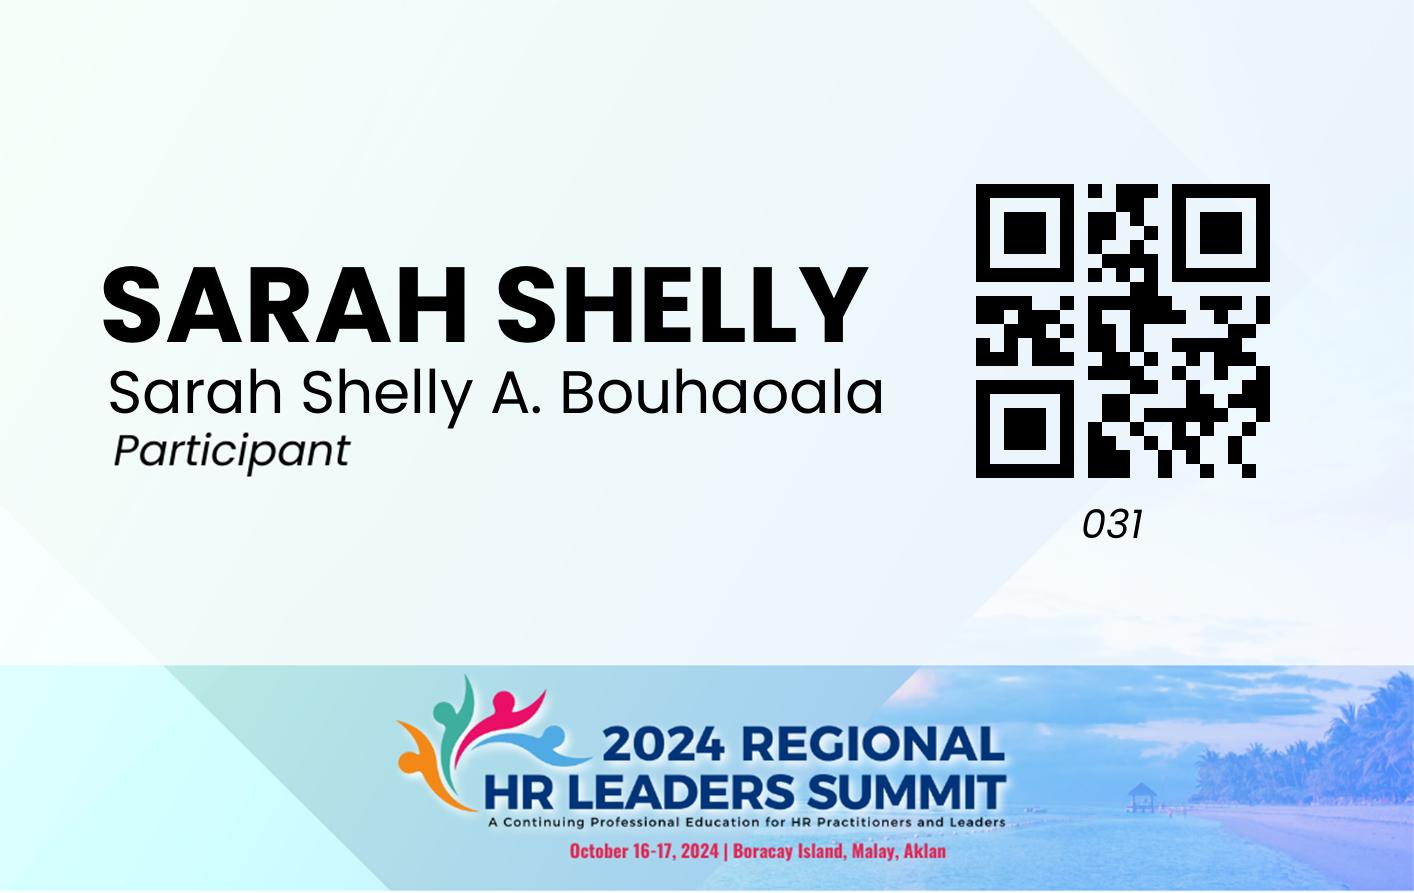 SARAH SHELLY
Sarah Shelly A. Bouhaoala
Participant
031
2024 REGIONAL
HR LEADERS SUMMIT
A Continuing Professional Education for HR Practitioners and Leaders
October 16-17, 2024 | Boracay Island, Malay, Aklan